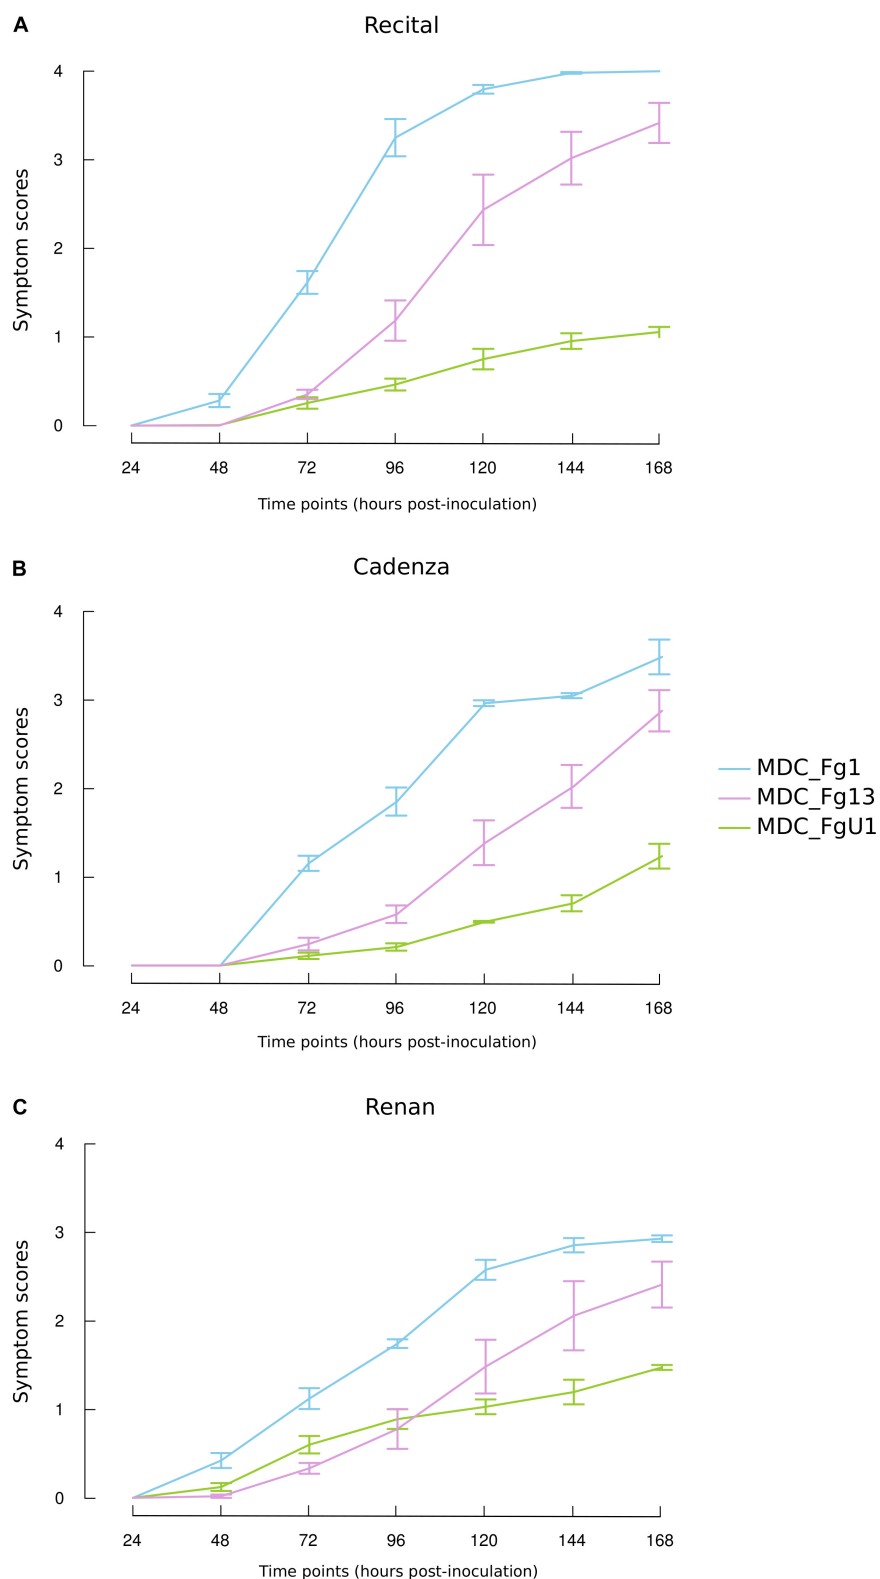 A
Recital
Symptom scores
4
3
2
1
0
24 48 72 96 120 144 168
Time points (hours post-inoculation)
B
Cadenza
Symptom scores
4
3
2
1
0
24 48 72 96 120 144 168
Time points (hours post-inoculation)
MDC_Fg1
MDC_Fg13
MDC_FgU1
C
Renan
Symptom scores
4
3
2
1
0
24 48 72 96 120 144 168
Time points (hours post-inoculation)